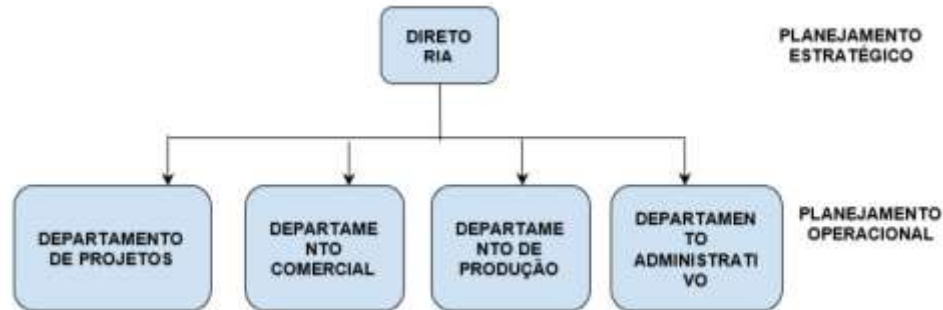 DIRETO
RIA
PLANEJAMENTO
ESTRATÉGICO
DEPARTAMENTO
DE PROJETOS
DEPARTAME
NTO
COMERCIAL
DEPARTAME
NTO DE
PRODUÇÃO
DEPARTAMEN
TO
ADMINISTRATI
VO
PLANEJAMENTO
OPERACIONAL